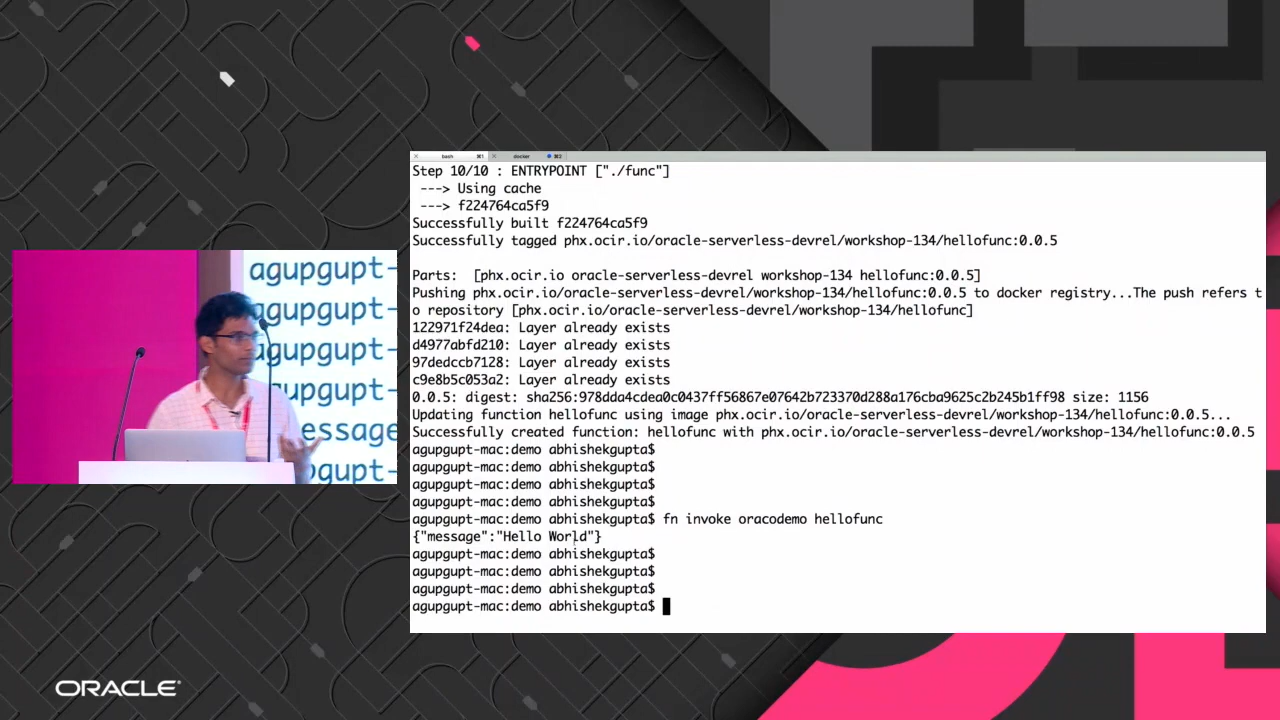 bash ⌘1 docker ⌘2
Step 10/10 : ENTRYPOINT ["./func"]
---> Using cache
---> f224764ca5f9
Successfully built f224764ca5f9
Successfully tagged phx.ocir.io/oracle-serverless-devrel/workshop-134/hellofunc:0.0.5
Parts:  [phx.ocir.io oracle-serverless-devrel workshop-134 hellofunc:0.0.5]
Pushing phx.ocir.io/oracle-serverless-devrel/workshop-134/hellofunc:0.0.5 to docker registry...The push refers t
o repository [phx.ocir.io/oracle-serverless-devrel/workshop-134/hellofunc]
122971f24dea: Layer already exists
d4977abfd210: Layer already exists
97dedccb7128: Layer already exists
c9e8b5c053a2: Layer already exists
0.0.5: digest: sha256:978dda4cdea0c0437ff56867e07642b723370d288a176cba9625c2b245b1ff98 size: 1156
Updating function hellofunc using image phx.ocir.io/oracle-serverless-devrel/workshop-134/hellofunc:0.0.5...
Successfully created function: hellofunc with phx.ocir.io/oracle-serverless-devrel/workshop-134/hellofunc:0.0.5
agupgupt-mac:demo abhishekgupta$
agupgupt-mac:demo abhishekgupta$
agupgupt-mac:demo abhishekgupta$
agupgupt-mac:demo abhishekgupta$
agupgupt-mac:demo abhishekgupta$ fn invoke oracodemo hellofunc
{"message":"Hello World"}
agupgupt-mac:demo abhishekgupta$
agupgupt-mac:demo abhishekgupta$
agupgupt-mac:demo abhishekgupta$
agupgupt-mac:demo abhishekgupta$
agupgupt-
agupgupt-
agupgupt-
gupgupt-
essage
pgupt-
ORACLE